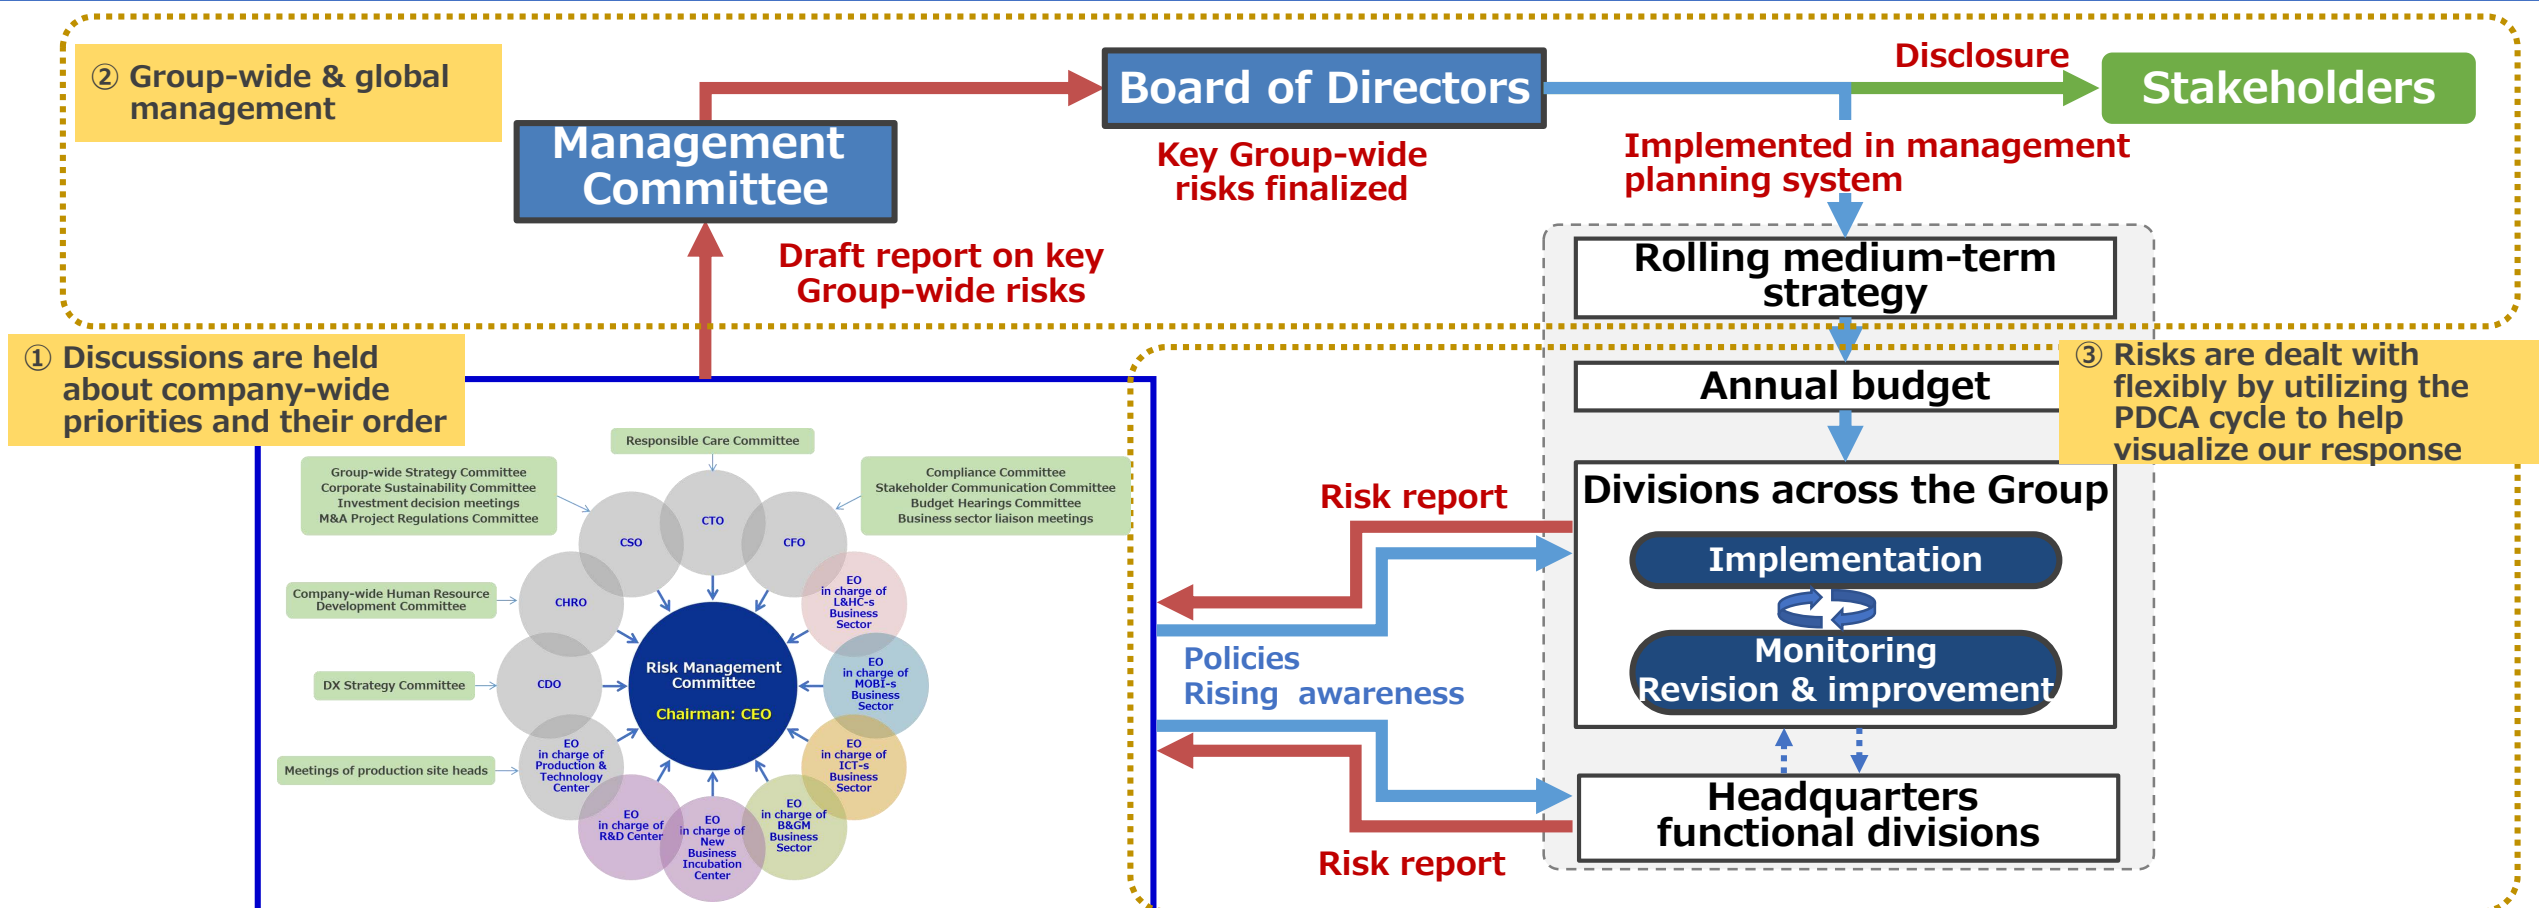 ② Group-wide & global
management
Management
Committee
Board of Directors
Key Group-wide
risks finalized
Disclosure
Stakeholders
Implemented in management
planning system
Draft report on key
Group-wide risks
Rolling medium-term
strategy
① Discussions are held
about company-wide
priorities and their order
Annual budget
③ Risks are dealt with
flexibly by utilizing the
PDCA cycle to help
visualize our response
Responsible Care Committee
Group-wide Strategy Committee
Corporate Sustainability Committee
Investment decision meetings
M&A Project Regulations Committee
Compliance Committee
Stakeholder Communication Committee
Budget Hearings Committee
Business sector liaison meetings
Company-wide Human Resource
Development Committee
DX Strategy Committee
Meetings of production site heads
CTO
CSO
CFO
CHRO
CDO
EO
in charge of
L&HC-s
Business
Sector
EO
in charge of
MOBI-s
Business
Sector
EO
in charge of
ICT-s
Business
Sector
EO
in charge of
B&GM
Business
Sector
EO
in charge of
New
Business
Incubation
Center
EO
in charge of
R&D Center
EO
in charge of
Production &
Technology
Center
Risk Management
Committee
Chairman: CEO
Risk report
Policies
Rising awareness
Risk report
Divisions across the Group
Implementation
Monitoring
Revision & improvement
Headquarters
functional divisions